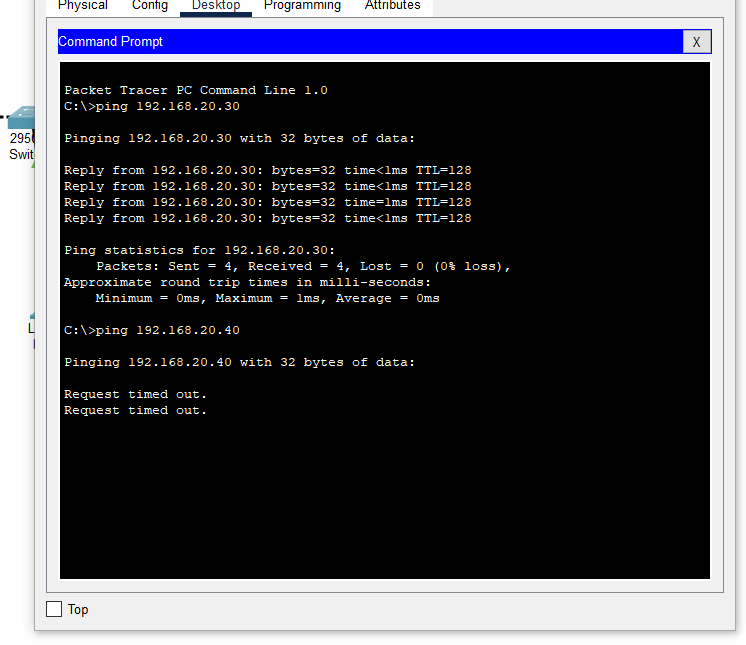 Physical Config Desktop Programming Attributes
Command Prompt X
Packet Tracer PC Command Line 1.0
C:\>ping 192.168.20.30
Pinging 192.168.20.30 with 32 bytes of data:
Reply from 192.168.20.30: bytes=32 time<1ms TTL=128
Reply from 192.168.20.30: bytes=32 time<1ms TTL=128
Reply from 192.168.20.30: bytes=32 time=1ms TTL=128
Reply from 192.168.20.30: bytes=32 time<1ms TTL=128
Ping statistics for 192.168.20.30:
Packets: Sent = 4, Received = 4, Lost = 0 (0% loss),
Approximate round trip times in milli-seconds:
Minimum = 0ms, Maximum = 1ms, Average = 0ms
C:\>ping 192.168.20.40
Pinging 192.168.20.40 with 32 bytes of data:
Request timed out.
Request timed out.
Top